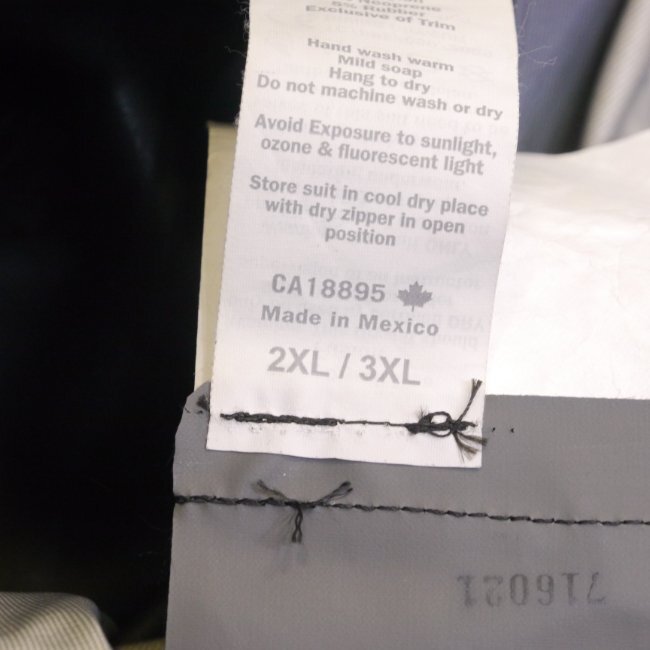 5% Rubber
Exclusive of Trim
Hand wash warm
Mild soap
Hang to dry
Do not machine wash or dry
Avoid Exposure to sunlight,
ozone & fluorescent light
Store suit in cool dry place
with dry zipper in open
position
CA18895
Made in Mexico
2XL / 3XL
716021